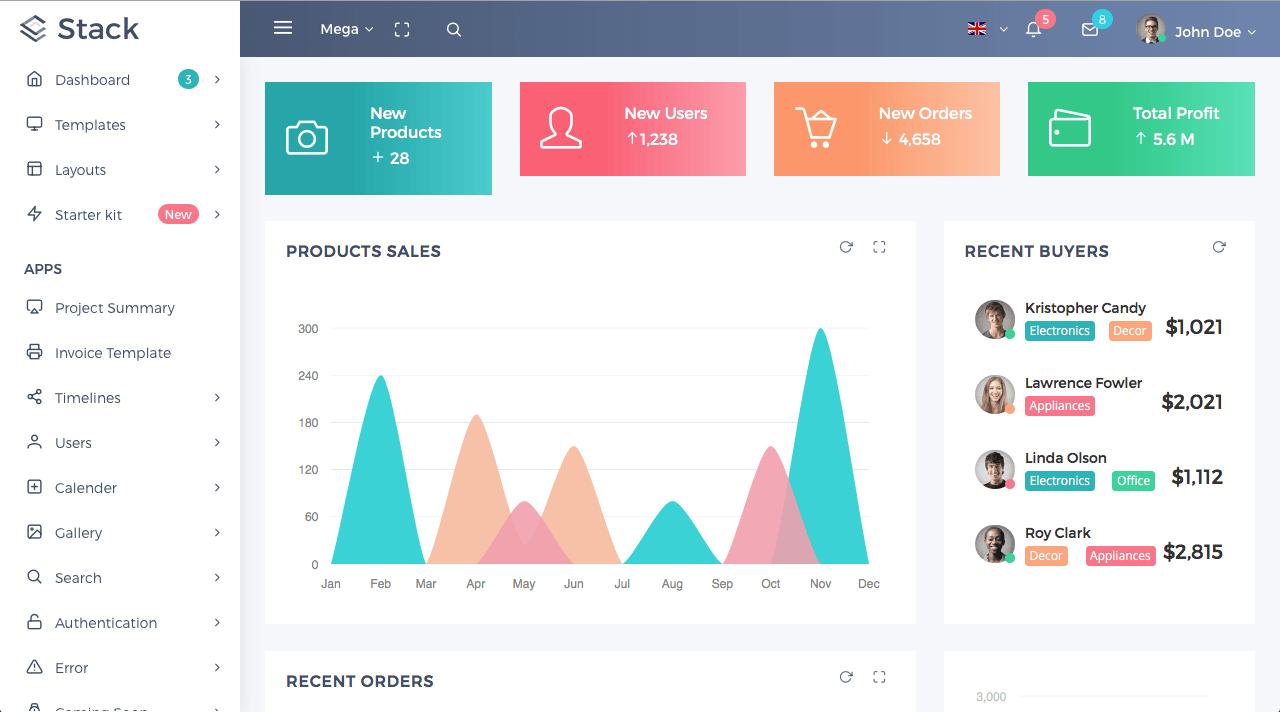 Stack
Mega
5
8
John Doe
Dashboard 3
Templates
Layouts
Starter kit New
APPS
Project Summary
Invoice Template
Timelines
Users
Calender
Gallery
Search
Authentication
Error
Coming Soon
New
Products
+ 28
New Users
↑1,238
New Orders
↓ 4,658
Total Profit
↑ 5.6 M
PRODUCTS SALES
300
240
180
120
60
0
Jan Feb Mar Apr May Jun Jul Aug Sep Oct Nov Dec
RECENT BUYERS
Kristopher Candy
Electronics Decor $1,021
Lawrence Fowler
Appliances $2,021
Linda Olson
Electronics Office $1,112
Roy Clark
Decor Appliances $2,815
RECENT ORDERS
3,000